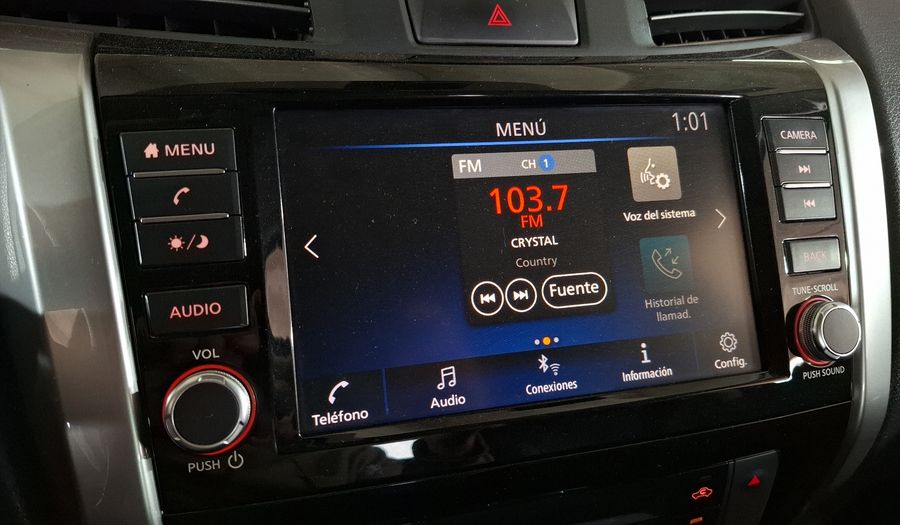 MENU
AUDIO
VOL
PUSH
MENÚ
1:01
FM CH 1
103.7
FM
CRYSTAL
Country
Fuente
Voz del sistema
Historial de
llamad.
Teléfono
Audio
Conexiones
Información
Config.
CAMERA
BACK
TUNE·SCROLL
PUSH SOUND